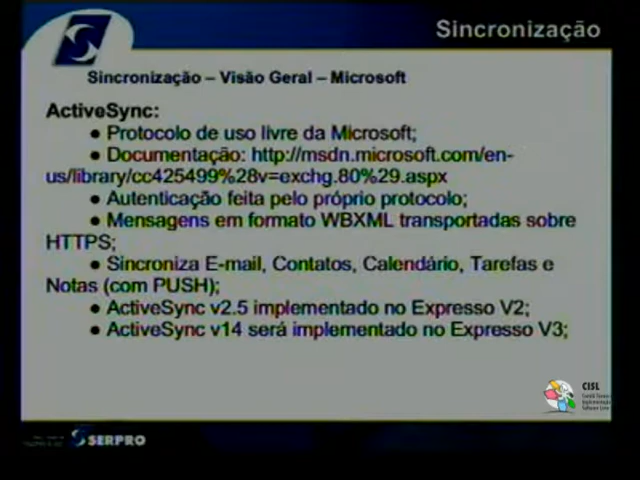 Sincronização
Sincronização – Visão Geral – Microsoft
ActiveSync:
● Protocolo de uso livre da Microsoft;
● Documentação: http://msdn.microsoft.com/en-
us/library/cc425499%28v=exchg.80%29.aspx
● Autenticação feita pelo próprio protocolo;
● Mensagens em formato WBXML transportadas sobre
HTTPS;
● Sincroniza E-mail, Contatos, Calendário, Tarefas e
Notas (com PUSH);
● ActiveSync v2.5 implementado no Expresso V2;
● ActiveSync v14 será implementado no Expresso V3;
CISL
Software Livre
SERPRO